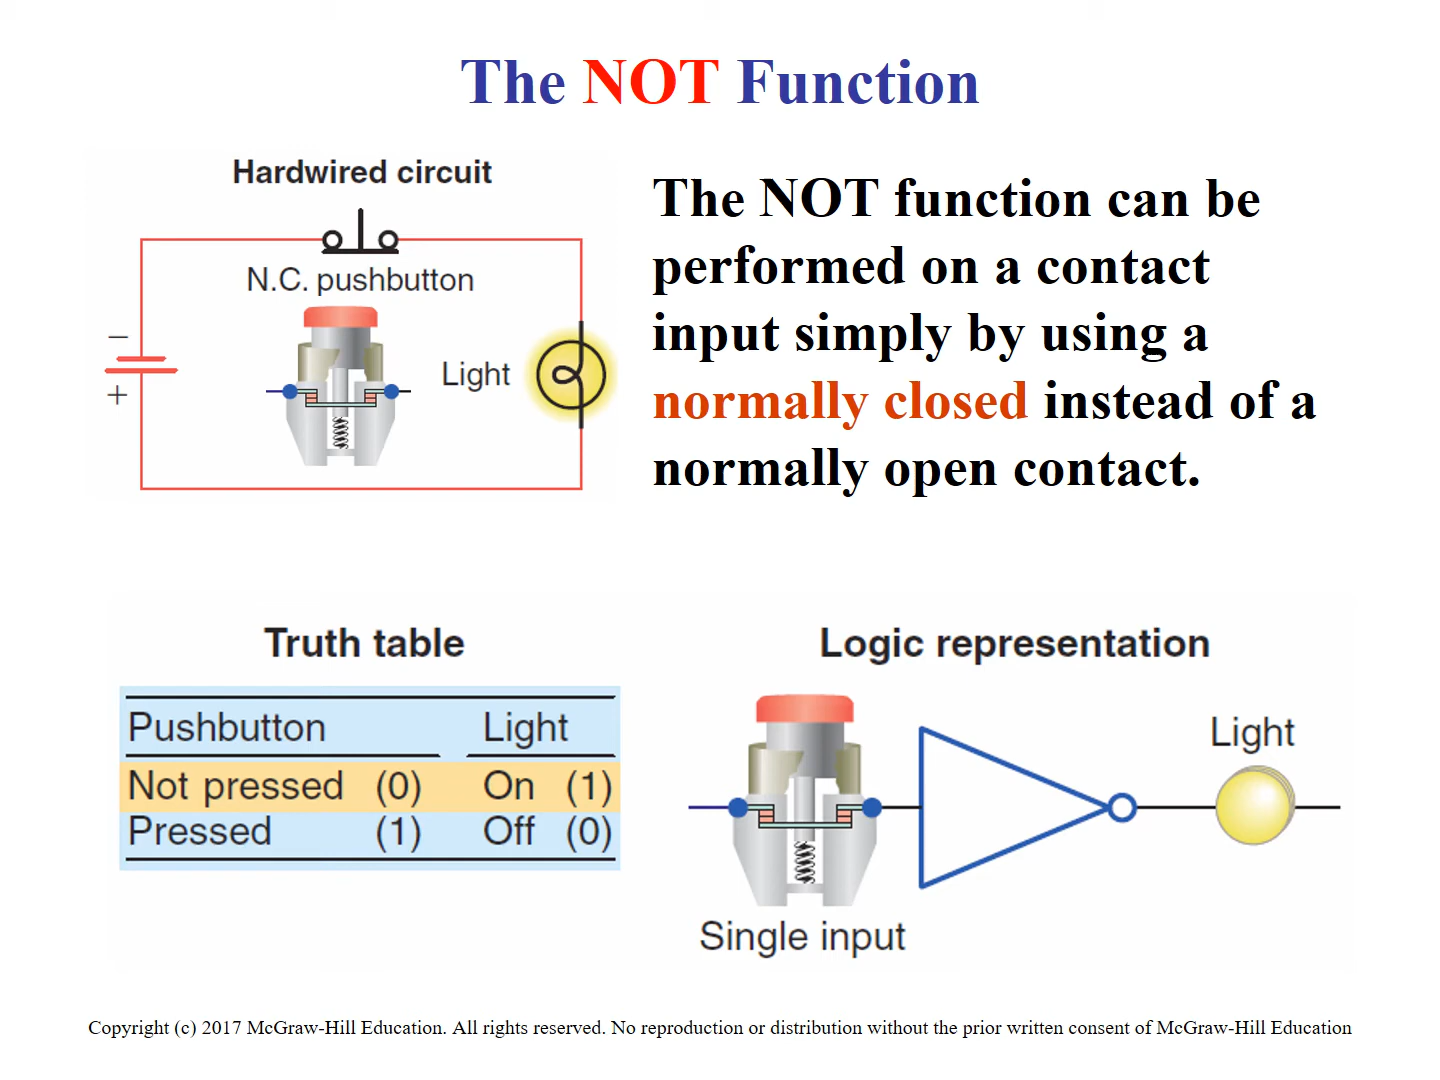 The NOT Function
Hardwired circuit
N.C. pushbutton
−
+
Light
The NOT function can be
performed on a contact
input simply by using a
normally closed instead of a
normally open contact.
Truth table
Pushbutton Light
Not pressed (0) On (1)
Pressed (1) Off (0)
Logic representation
Light
Single input
Copyright (c) 2017 McGraw-Hill Education. All rights reserved. No reproduction or distribution without the prior written consent of McGraw-Hill Education